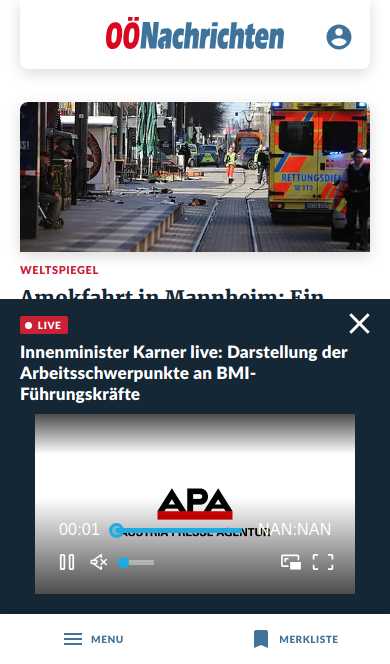 OÖNachrichten
RETTUNGSDIENST
112
WELTSPIEGEL
Amokfahrt in Mannheim: Ein
LIVE
Innenminister Karner live: Darstellung der
Arbeitsschwerpunkte an BMI-
Führungskräfte
APA
AUSTRIA PRESSE AGENTUR
00:01
NAN:NAN
MENU
MERKLISTE